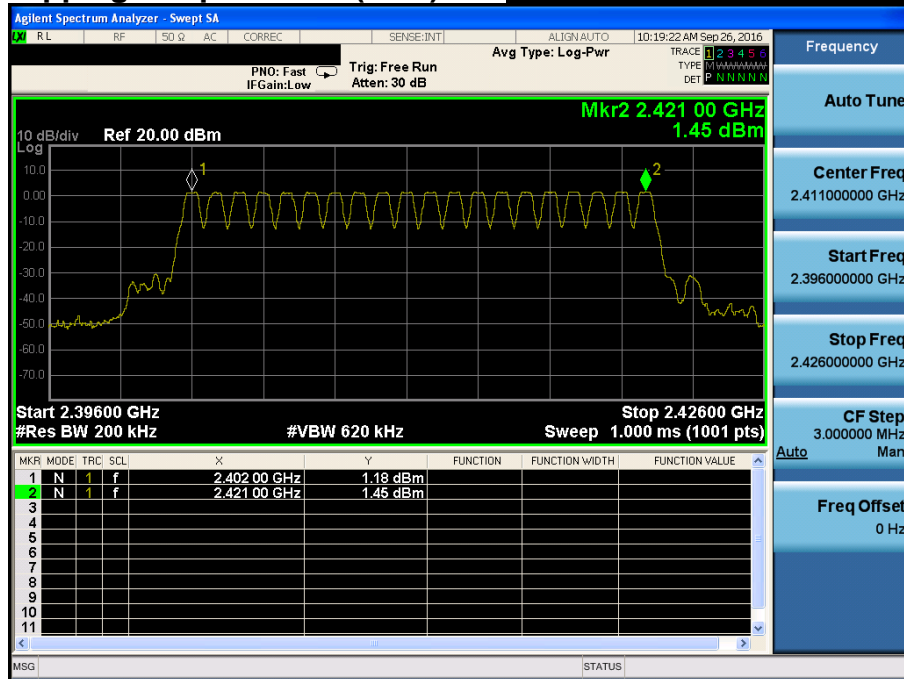 Agilent Spectrum Analyzer - Swept SA
LXI RL RF 50 Ω AC CORREC SENSE:INT ALIGN AUTO 10:19:22 AM Sep 26, 2016
Avg Type: Log-Pwr
TRACE 1 2 3 4 5 6
PNO: Fast Trig: Free Run
TYPE M WWWWW
IFGain:Low Atten: 30 dB
DET P N N N N N
Mkr2 2.421 00 GHz
1.45 dBm
10 dB/div Ref 20.00 dBm
Log
1
2
10.0
0.00
-10.0
-20.0
-30.0
-40.0
-50.0
-60.0
-70.0
Start 2.39600 GHz Stop 2.42600 GHz
#Res BW 200 kHz #VBW 620 kHz Sweep 1.000 ms (1001 pts)
MKR MODE TRC SCL X Y FUNCTION FUNCTION WIDTH FUNCTION VALUE
1 N 1 f 2.402 00 GHz 1.18 dBm
2 N 1 f 2.421 00 GHz 1.45 dBm
3
4
5
6
7
8
9
10
11
MSG STATUS
Frequency
Auto Tune
Center Freq
2.411000000 GHz
Start Freq
2.396000000 GHz
Stop Freq
2.426000000 GHz
CF Step
3.000000 MHz
Auto Man
Freq Offset
0 Hz